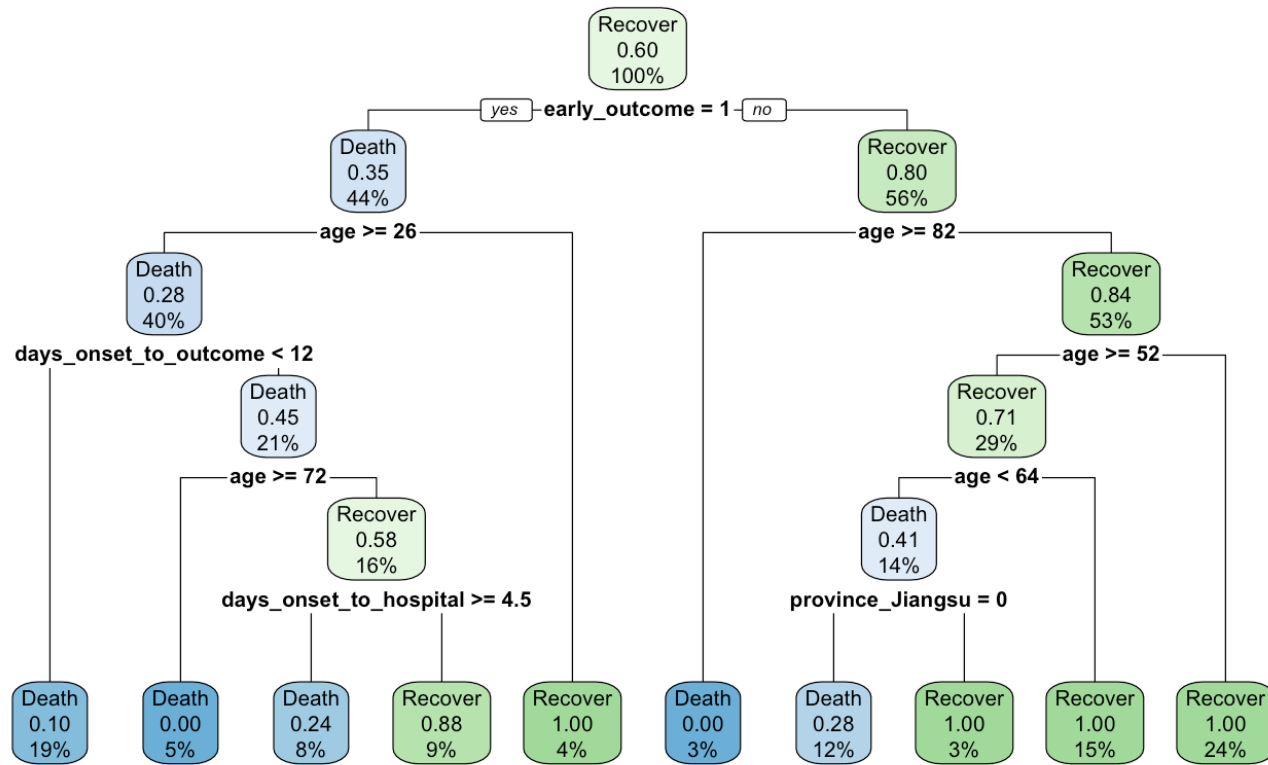 Recover
0.60
100%
yes early_outcome = 1 no
Death
0.35
44%
Recover
0.80
56%
age >= 26
age >= 82
Death
0.28
40%
Recover
0.84
53%
days_onset_to_outcome < 12
age >= 52
Death
0.45
21%
Recover
0.71
29%
age >= 72
age < 64
Recover
0.58
16%
Death
0.41
14%
days_onset_to_hospital >= 4.5
province_Jiangsu = 0
Death
0.10
19%
Death
0.00
5%
Death
0.24
8%
Recover
0.88
9%
Recover
1.00
4%
Death
0.00
3%
Death
0.28
12%
Recover
1.00
3%
Recover
1.00
15%
Recover
1.00
24%